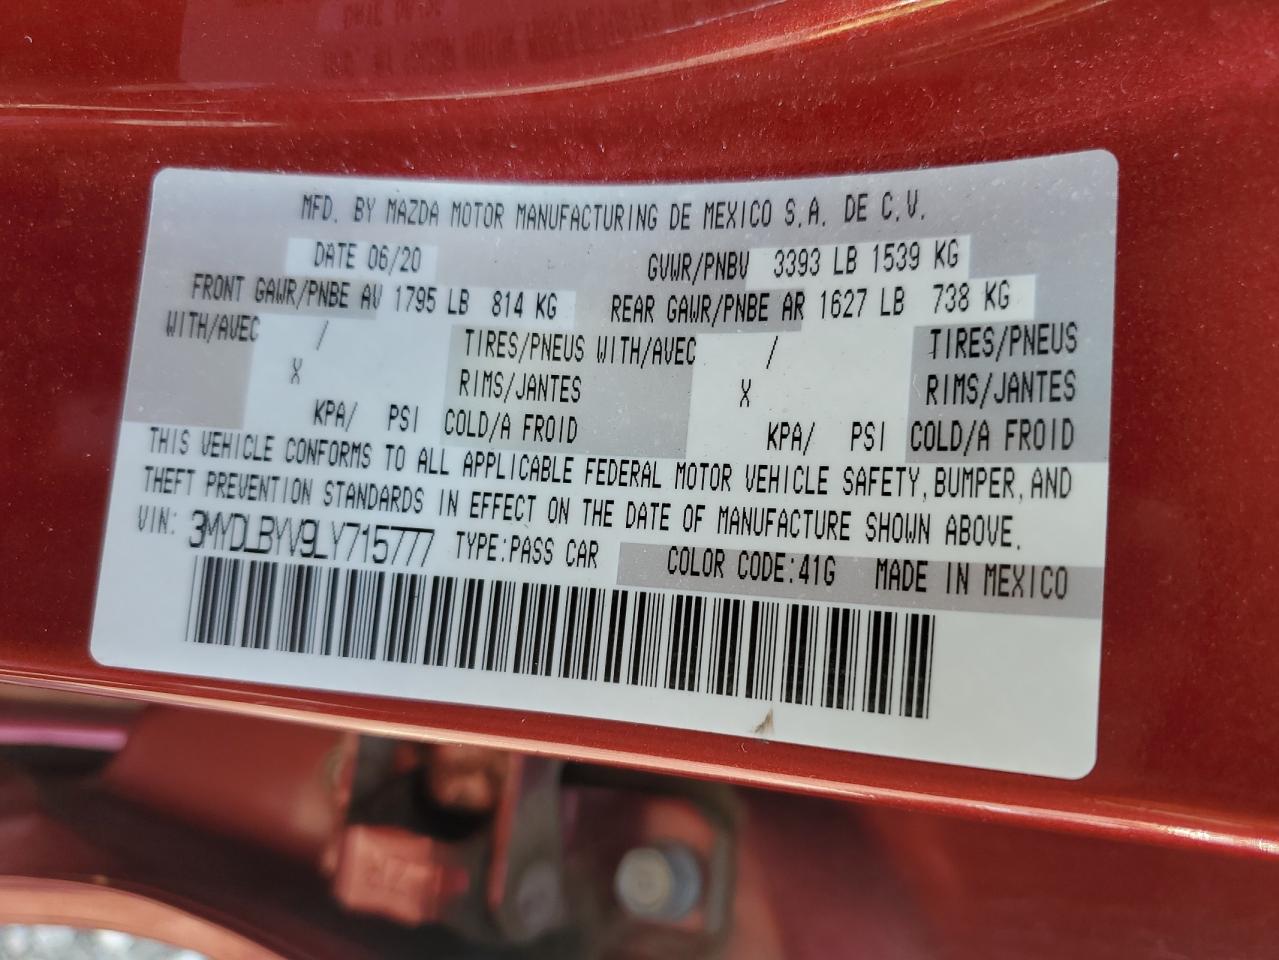 MFD. BY MAZDA MOTOR MANUFACTURING DE MEXICO S.A. DE C.V.
DATE 06/20 GVWR/PNBV 3393 LB 1539 KG
FRONT GAWR/PNBE AV 1795 LB 814 KG REAR GAWR/PNBE AR 1627 LB 738 KG
WITH/AVEC / TIRES/PNEUS WITH/AVEC / TIRES/PNEUS
X RIMS/JANTES X RIMS/JANTES
KPA/ PSI COLD/A FROID KPA/ PSI COLD/A FROID
THIS VEHICLE CONFORMS TO ALL APPLICABLE FEDERAL MOTOR VEHICLE SAFETY, BUMPER, AND
THEFT PREVENTION STANDARDS IN EFFECT ON THE DATE OF MANUFACTURE SHOWN ABOVE.
VIN: 3MYDLBYV9LY715777 TYPE:PASS CAR COLOR CODE:41G MADE IN MEXICO